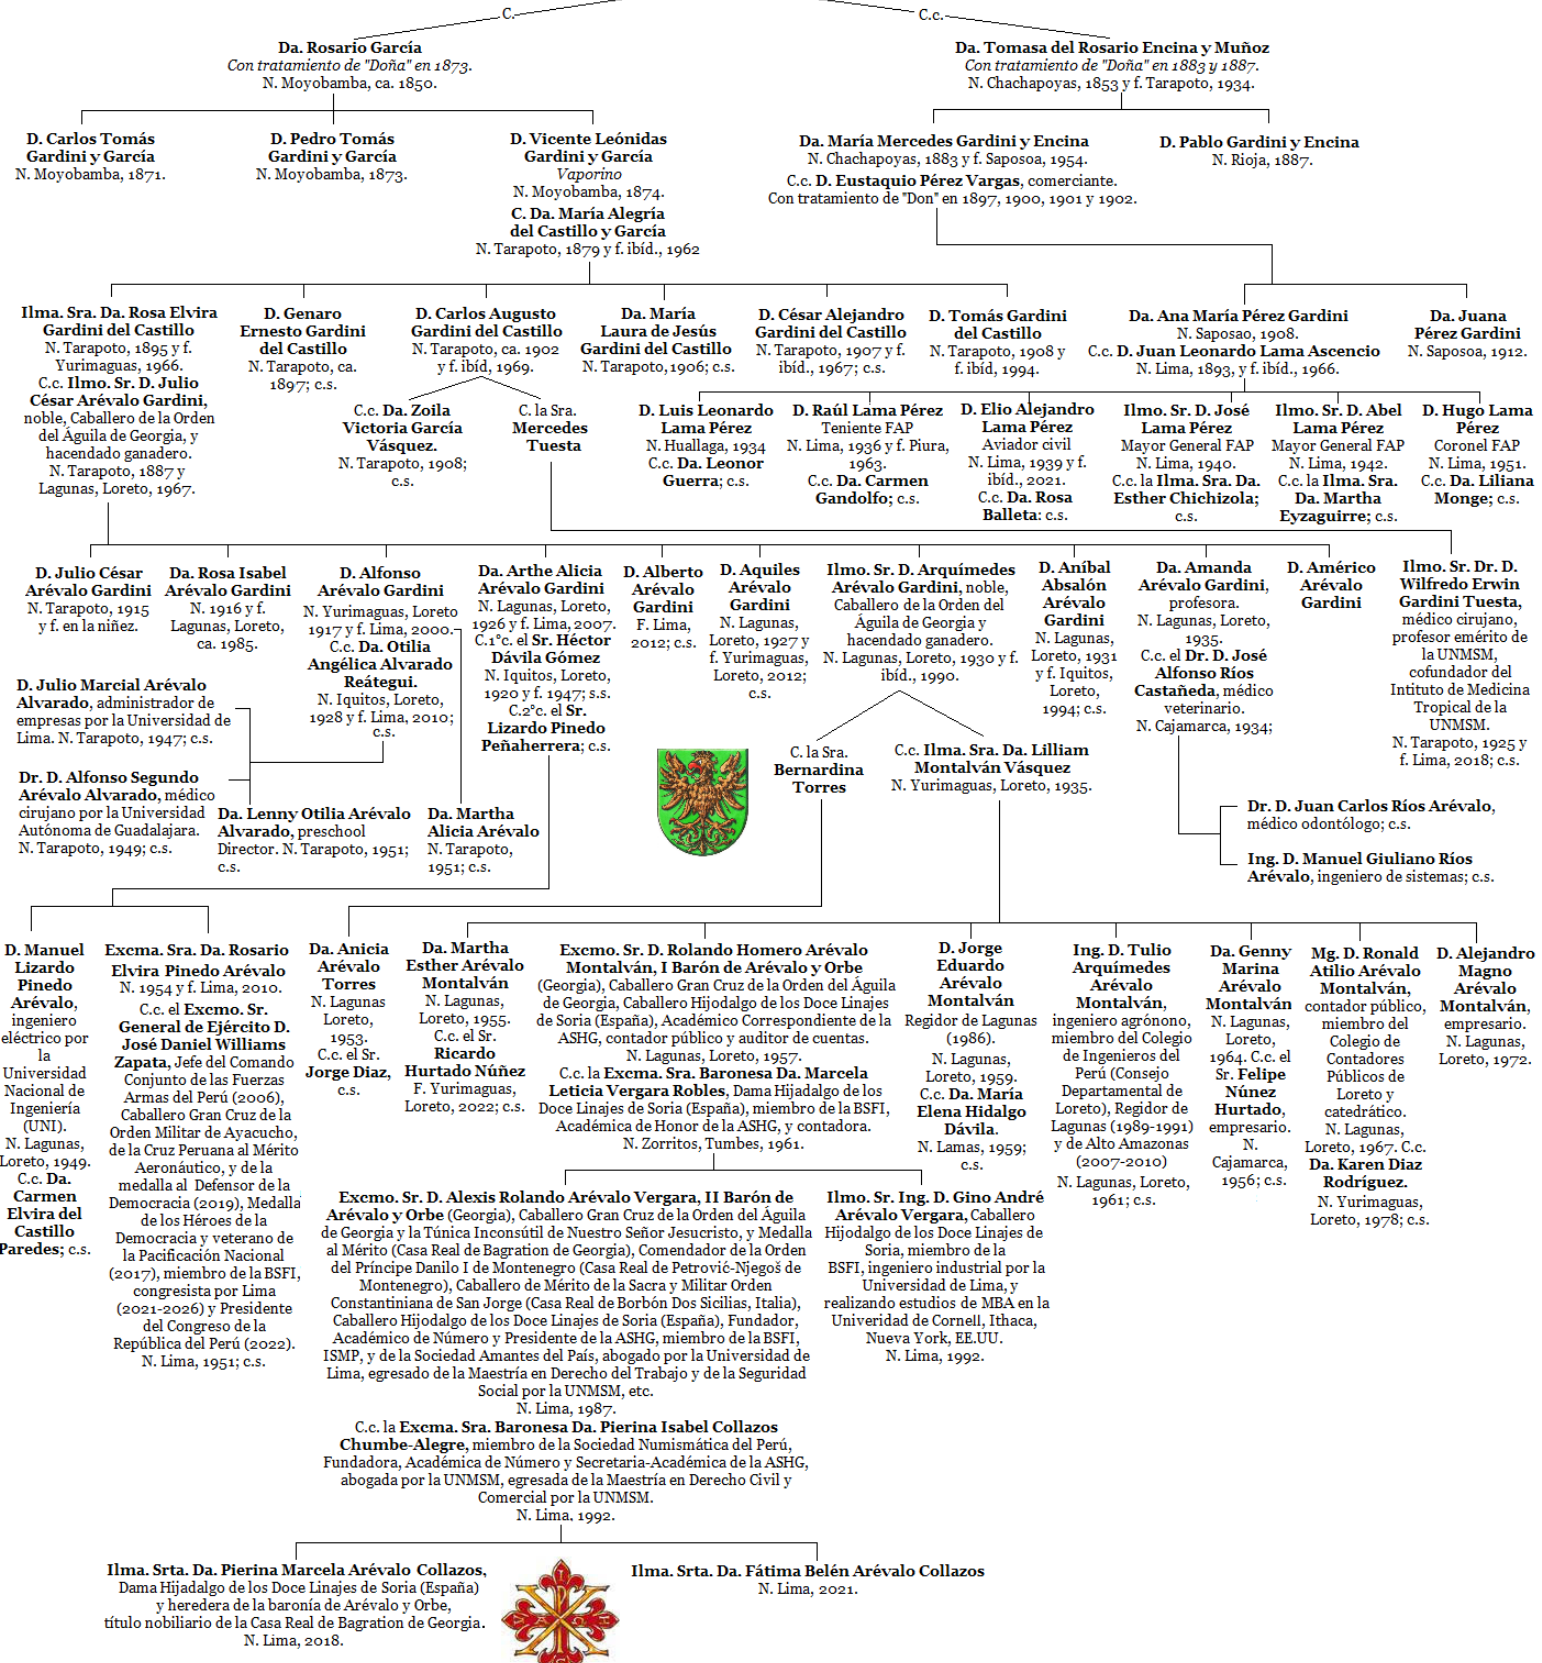 C.
C.c.
Da. Rosario García
Con tratamiento de "Doña" en 1873.
N. Moyobamba, ca. 1850.
Da. Tomasa del Rosario Encina y Muñoz
Con tratamiento de "Doña" en 1883 y 1887.
N. Chachapoyas, 1853 y f. Tarapoto, 1934.
D. Carlos Tomás
Gardini y García
N. Moyobamba, 1871.
D. Pedro Tomás
Gardini y García
N. Moyobamba, 1873.
D. Vicente Leónidas
Gardini y García
Vaporino
N. Moyobamba, 1874.
C. Da. María Alegría
del Castillo y García
N. Tarapoto, 1879 y f. ibíd., 1962
Da. María Mercedes Gardini y Encina
N. Chachapoyas, 1883 y f. Saposoa, 1954.
C.c. D. Eustaquio Pérez Vargas, comerciante.
Con tratamiento de "Don" en 1897, 1900, 1901 y 1902.
D. Pablo Gardini y Encina
N. Rioja, 1887.
Ilma. Sra. Da. Rosa Elvira
Gardini del Castillo
N. Tarapoto, 1895 y f.
Yurimaguas, 1966.
C.c. Ilmo. Sr. D. Julio
César Arévalo Gardini,
noble, Caballero de la Orden
del Águila de Georgia, y
hacendado ganadero.
N. Tarapoto, 1887 y
Lagunas, Loreto, 1967.
D. Genaro
Ernesto Gardini
del Castillo
N. Tarapoto, ca.
1897; c.s.
D. Carlos Augusto
Gardini del Castillo
N. Tarapoto, ca. 1902
y f. ibíd, 1969.
C.c. Da. Zoila
Victoria García
Vásquez.
N. Tarapoto, 1908;
c.s.
C. la Sra.
Mercedes
Tuesta
Da. María
Laura de Jesús
Gardini del Castillo
N. Tarapoto, 1906; c.s.
D. César Alejandro
Gardini del Castillo
N. Tarapoto, 1907 y f.
ibíd., 1967; c.s.
D. Tomás Gardini
del Castillo
N. Tarapoto, 1908 y
f. ibíd, 1994.
Da. Ana María Pérez Gardini
N. Saposao, 1908.
C.c. D. Juan Leonardo Lama Ascencio
N. Lima, 1893, y f. ibíd., 1966.
Da. Juana
Pérez Gardini
N. Saposoa, 1912.
D. Luis Leonardo
Lama Pérez
N. Huallaga, 1934
C.c. Da. Leonor
Guerra; c.s.
D. Raúl Lama Pérez
Teniente FAP
N. Lima, 1936 y f. Piura,
1963.
C.c. Da. Carmen
Gandolfo; c.s.
D. Elio Alejandro
Lama Pérez
Aviador civil
N. Lima, 1939 y f.
ibíd., 2021.
C.c. Da. Rosa
Balleta: c.s.
Ilmo. Sr. D. José
Lama Pérez
Mayor General FAP
N. Lima, 1940.
C.c. la Ilma. Sra. Da.
Esther Chichizola;
c.s.
Ilmo. Sr. D. Abel
Lama Pérez
Mayor General FAP
N. Lima, 1942.
C.c. la Ilma. Sra.
Da. Martha
Eyzaguirre; c.s.
D. Hugo Lama
Pérez
Coronel FAP
N. Lima, 1951.
C.c. Da. Liliana
Monge; c.s.
D. Julio César
Arévalo Gardini
N. Tarapoto, 1915
y f. en la niñez.
Da. Rosa Isabel
Arévalo Gardini
N. 1916 y f.
Lagunas, Loreto,
ca. 1985.
D. Alfonso
Arévalo Gardini
N. Yurimaguas, Loreto
1917 y f. Lima, 2000.
C.c. Da. Otilia
Angélica Alvarado
Reátegui.
N. Iquitos, Loreto,
1928 y f. Lima, 2010;
c.s.
Da. Arthe Alicia
Arévalo Gardini
N. Lagunas, Loreto,
1926 y f. Lima, 2007.
C.1°c. el Sr. Héctor
Dávila Gómez
N. Iquitos, Loreto,
1920 y f. 1947; s.s.
C.2°c. el Sr.
Lizardo Pinedo
Peñaherrera; c.s.
D. Alberto
Arévalo
Gardini
F. Lima,
2012; c.s.
D. Aquiles
Arévalo
Gardini
N. Lagunas,
Loreto, 1927 y
f. Yurimaguas,
Loreto, 2012;
c.s.
Ilmo. Sr. D. Arquímedes
Arévalo Gardini, noble,
Caballero de la Orden del
Águila de Georgia y
hacendado ganadero.
N. Lagunas, Loreto, 1930 y f.
ibíd., 1990.
D. Aníbal
Absalón
Arévalo
Gardini
N. Lagunas,
Loreto, 1931
y f. Iquitos,
Loreto,
1994; c.s.
Da. Amanda
Arévalo Gardini,
profesora.
N. Lagunas, Loreto,
1935.
C.c. el Dr. D. José
Alfonso Ríos
Castañeda, médico
veterinario.
N. Cajamarca, 1934;
D. Américo
Arévalo
Gardini
Ilmo. Sr. Dr. D.
Wilfredo Erwin
Gardini Tuesta,
médico cirujano,
profesor emérito de
la UNMSM,
cofundador del
Intituto de Medicina
Tropical de la
UNMSM.
N. Tarapoto, 1925 y
f. Lima, 2018; c.s.
D. Julio Marcial Arévalo
Alvarado, administrador de
empresas por la Universidad de
Lima. N. Tarapoto, 1947; c.s.
Dr. D. Alfonso Segundo
Arévalo Alvarado, médico
cirujano por la Universidad
Autónoma de Guadalajara.
N. Tarapoto, 1949; c.s.
Da. Lenny Otilia Arévalo
Alvarado, preschool
Director. N. Tarapoto, 1951;
c.s.
Da. Martha
Alicia Arévalo
N. Tarapoto,
1951; c.s.
C. la Sra.
Bernardina
Torres
C.c. Ilma. Sra. Da. Lilliam
Montalván Vásquez
N. Yurimaguas, Loreto, 1935.
Dr. D. Juan Carlos Ríos Arévalo,
médico odontólogo; c.s.
Ing. D. Manuel Giuliano Ríos
Arévalo, ingeniero de sistemas; c.s.
D. Manuel
Lizardo
Pinedo
Arévalo,
ingeniero
eléctrico por
la
Universidad
Nacional de
Ingeniería
(UNI).
N. Lagunas,
Loreto, 1949.
C.c. Da.
Carmen
Elvira del
Castillo
Paredes; c.s.
Excma. Sra. Da. Rosario
Elvira Pinedo Arévalo
N. 1954 y f. Lima, 2010.
C.c. el Excmo. Sr.
General de Ejército D.
José Daniel Williams
Zapata, Jefe del Comando
Conjunto de las Fuerzas
Armas del Perú (2006),
Caballero Gran Cruz de la
Orden Militar de Ayacucho,
de la Cruz Peruana al Mérito
Aeronáutico, y de la
medalla al Defensor de la
Democracia (2019), Medalla
de los Héroes de la
Democracia y veterano de
la Pacificación Nacional
(2017), miembro de la BSFI,
congresista por Lima
(2021-2026) y Presidente
del Congreso de la
República del Perú (2022).
N. Lima, 1951; c.s.
Da. Anicia
Arévalo
Torres
N. Lagunas
Loreto,
1953.
C.c. el Sr.
Jorge Diaz,
c.s.
Da. Martha
Esther Arévalo
Montalván
N. Lagunas,
Loreto, 1955.
C.c. el Sr.
Ricardo
Hurtado Núñez
F. Yurimaguas,
Loreto, 2022; c.s.
Excmo. Sr. D. Rolando Homero Arévalo
Montalván, I Barón de Arévalo y Orbe
(Georgia), Caballero Gran Cruz de la Orden del Águila
de Georgia, Caballero Hijodalgo de los Doce Linajes
de Soria (España), Académico Correspondiente de la
ASHG, contador público y auditor de cuentas.
N. Lagunas, Loreto, 1957.
C.c. la Excma. Sra. Baronesa Da. Marcela
Leticia Vergara Robles, Dama Hijadalgo de los
Doce Linajes de Soria (España), miembro de la BSFI,
Académica de Honor de la ASHG, y contadora.
N. Zorritos, Tumbes, 1961.
D. Jorge
Eduardo
Arévalo
Montalván
Regidor de Lagunas
(1986).
N. Lagunas,
Loreto, 1959.
C.c. Da. María
Elena Hidalgo
Dávila.
N. Lamas, 1959;
c.s.
Ing. D. Tulio
Arquímedes
Arévalo
Montalván,
ingeniero agrónono,
miembro del Colegio
de Ingenieros del
Perú (Consejo
Departamental de
Loreto), Regidor de
Lagunas (1989-1991)
y de Alto Amazonas
(2007-2010)
N. Lagunas, Loreto,
1961; c.s.
Da. Genny
Marina
Arévalo
Montalván
N. Lagunas,
Loreto,
1964. C.c. el
Sr. Felipe
Núnez
Hurtado,
empresario.
N.
Cajamarca,
1956; c.s.
Mg. D. Ronald
Atilio Arévalo
Montalván,
contador público,
miembro del
Colegio de
Contadores
Públicos de
Loreto y
catedrático.
N. Lagunas,
Loreto, 1967. C.c.
Da. Karen Diaz
Rodríguez.
N. Yurimaguas,
Loreto, 1978; c.s.
D. Alejandro
Magno
Arévalo
Montalván,
empresario.
N. Lagunas,
Loreto, 1972.
Excmo. Sr. D. Alexis Rolando Arévalo Vergara, II Barón de
Arévalo y Orbe (Georgia), Caballero Gran Cruz de la Orden del Águila
de Georgia y la Túnica Inconsútil de Nuestro Señor Jesucristo, y Medalla
al Mérito (Casa Real de Bagration de Georgia), Comendador de la Orden
del Príncipe Danilo I de Montenegro (Casa Real de Petrović-Njegoš de
Montenegro), Caballero de Mérito de la Sacra y Militar Orden
Constantiniana de San Jorge (Casa Real de Borbón Dos Sicilias, Italia),
Caballero Hijodalgo de los Doce Linajes de Soria (España), Fundador,
Académico de Número y Presidente de la ASHG, miembro de la BSFI,
ISMP, y de la Sociedad Amantes del País, abogado por la Universidad de
Lima, egresado de la Maestría en Derecho del Trabajo y de la Seguridad
Social por la UNMSM, etc.
N. Lima, 1987.
C.c. la Excma. Sra. Baronesa Da. Pierina Isabel Collazos
Chumbe-Alegre, miembro de la Sociedad Numismática del Perú,
Fundadora, Académica de Número y Secretaria-Académica de la ASHG,
abogada por la UNMSM, egresada de la Maestría en Derecho Civil y
Comercial por la UNMSM.
N. Lima, 1992.
Ilmo. Sr. Ing. D. Gino André
Arévalo Vergara, Caballero
Hijodalgo de los Doce Linajes de
Soria, miembro de la
BSFI, ingeniero industrial por la
Universidad de Lima, y
realizando estudios de MBA en la
Univeridad de Cornell, Ithaca,
Nueva York, EE.UU.
N. Lima, 1992.
Ilma. Srta. Da. Pierina Marcela Arévalo Collazos,
Dama Hijadalgo de los Doce Linajes de Soria (España)
y heredera de la baronía de Arévalo y Orbe,
título nobiliario de la Casa Real de Bagration de Georgia.
N. Lima, 2018.
Ilma. Srta. Da. Fátima Belén Arévalo Collazos
N. Lima, 2021.